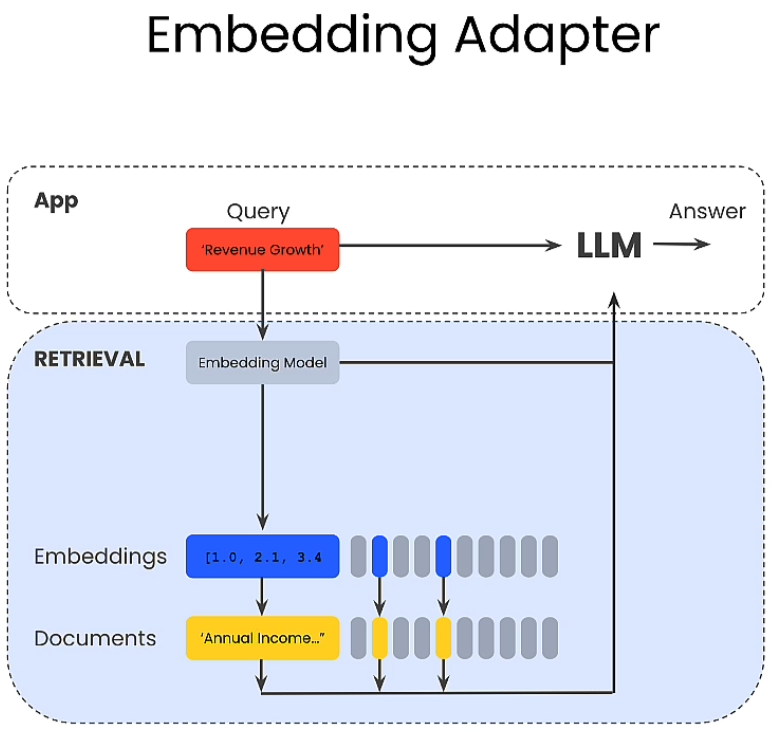 Embedding Adapter
App
Query
Answer
'Revenue Growth'
LLM
RETRIEVAL
Embedding Model
Embeddings
[1.0, 2.1, 3.4
Documents
'Annual Income..."